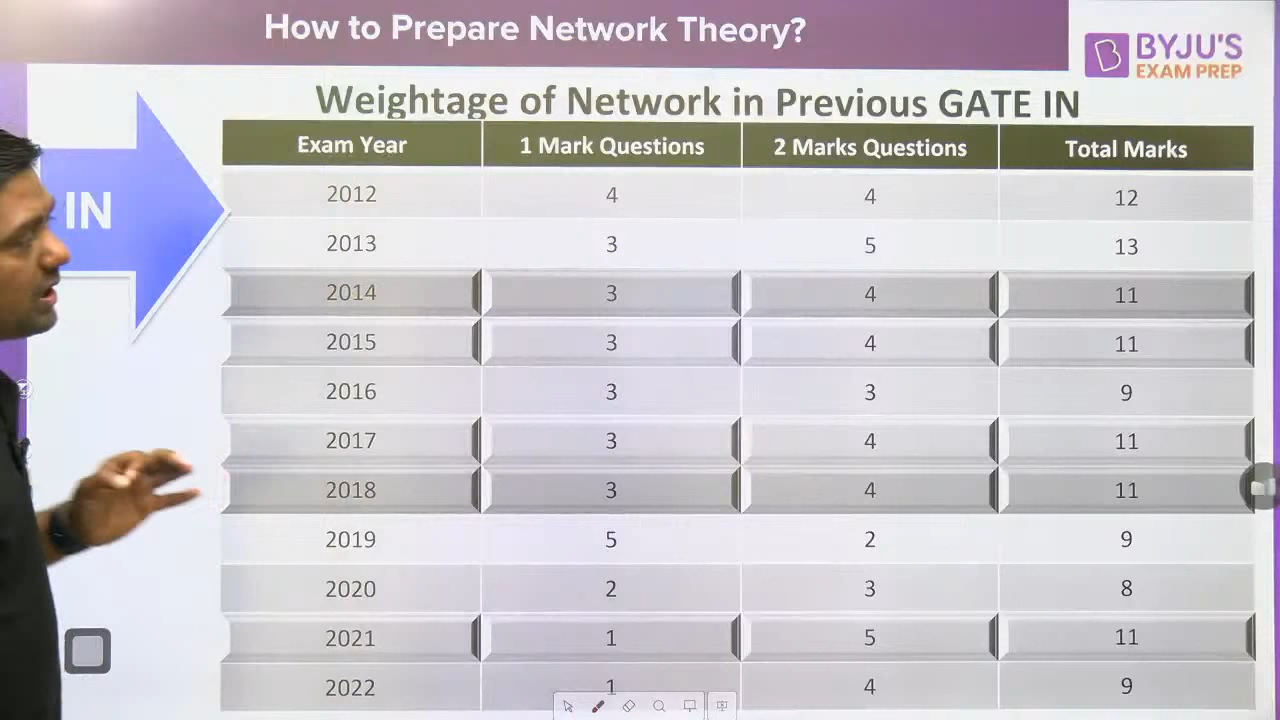 How to Prepare Network Theory?
BYJU'S
EXAM PREP
Weightage of Network in Previous GATE IN
IN
Exam Year 1 Mark Questions 2 Marks Questions Total Marks
2012 4 4 12
2013 3 5 13
2014 3 4 11
2015 3 4 11
2016 3 3 9
2017 3 4 11
2018 3 4 11
2019 5 2 9
2020 2 3 8
2021 1 5 11
2022 1 4 9